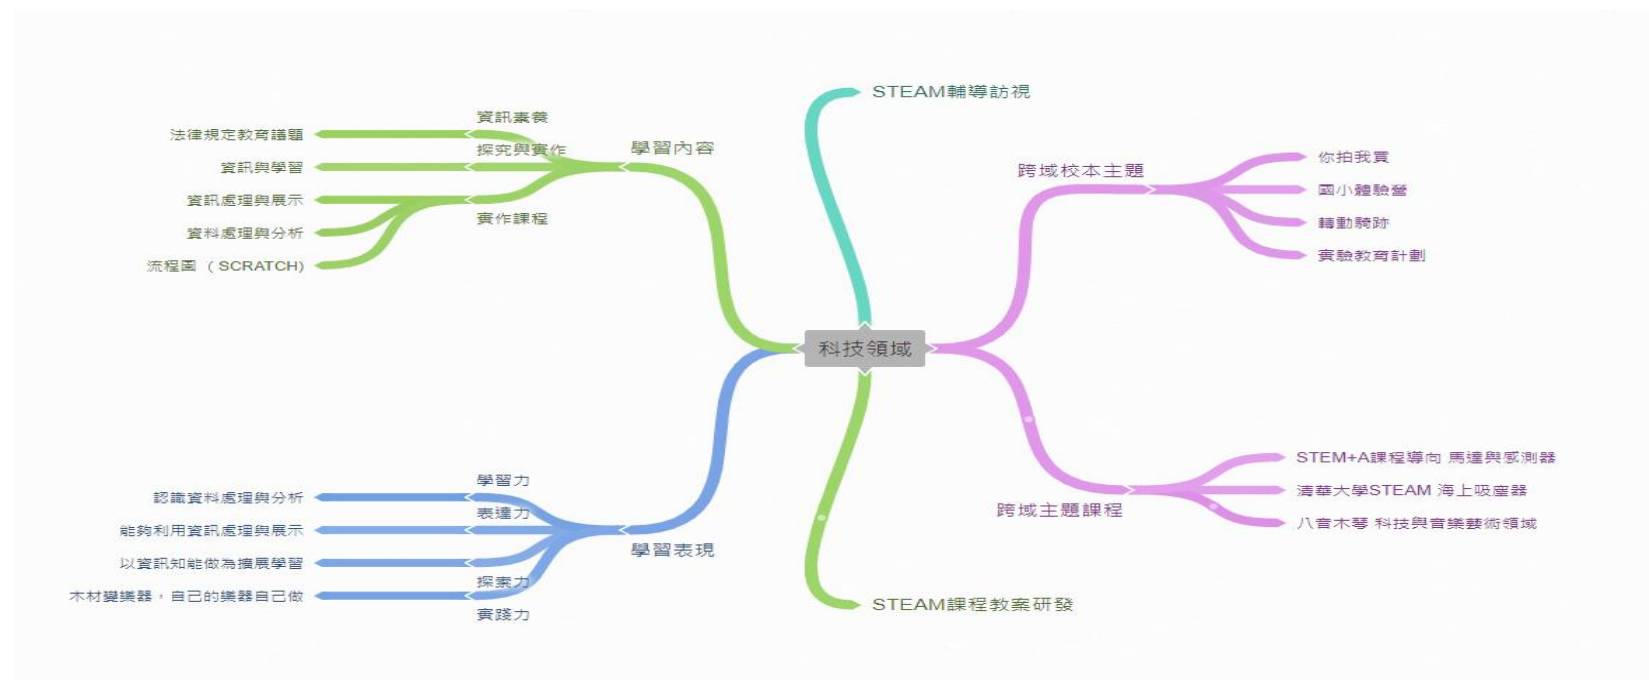 科技領域
STEAM輔導訪視
學習內容
資訊素養
法律規定教育議題
探究與實作
資訊與學習
實作課程
資訊處理與展示
資料處理與分析
流程圖 （SCRATCH)
學習表現
學習力
認識資料處理與分析
表達力
能夠利用資訊處理與展示
探索力
以資訊知能做為擴展學習
實踐力
木材變樂器，自己的樂器自己做
跨域校本主題
你拍我買
國小體驗營
轉動騎跡
實驗教育計劃
跨域主題課程
STEM+A課程導向 馬達與感測器
清華大學STEAM 海上吸塵器
八音木琴 科技與音樂藝術領域
STEAM課程教案研發